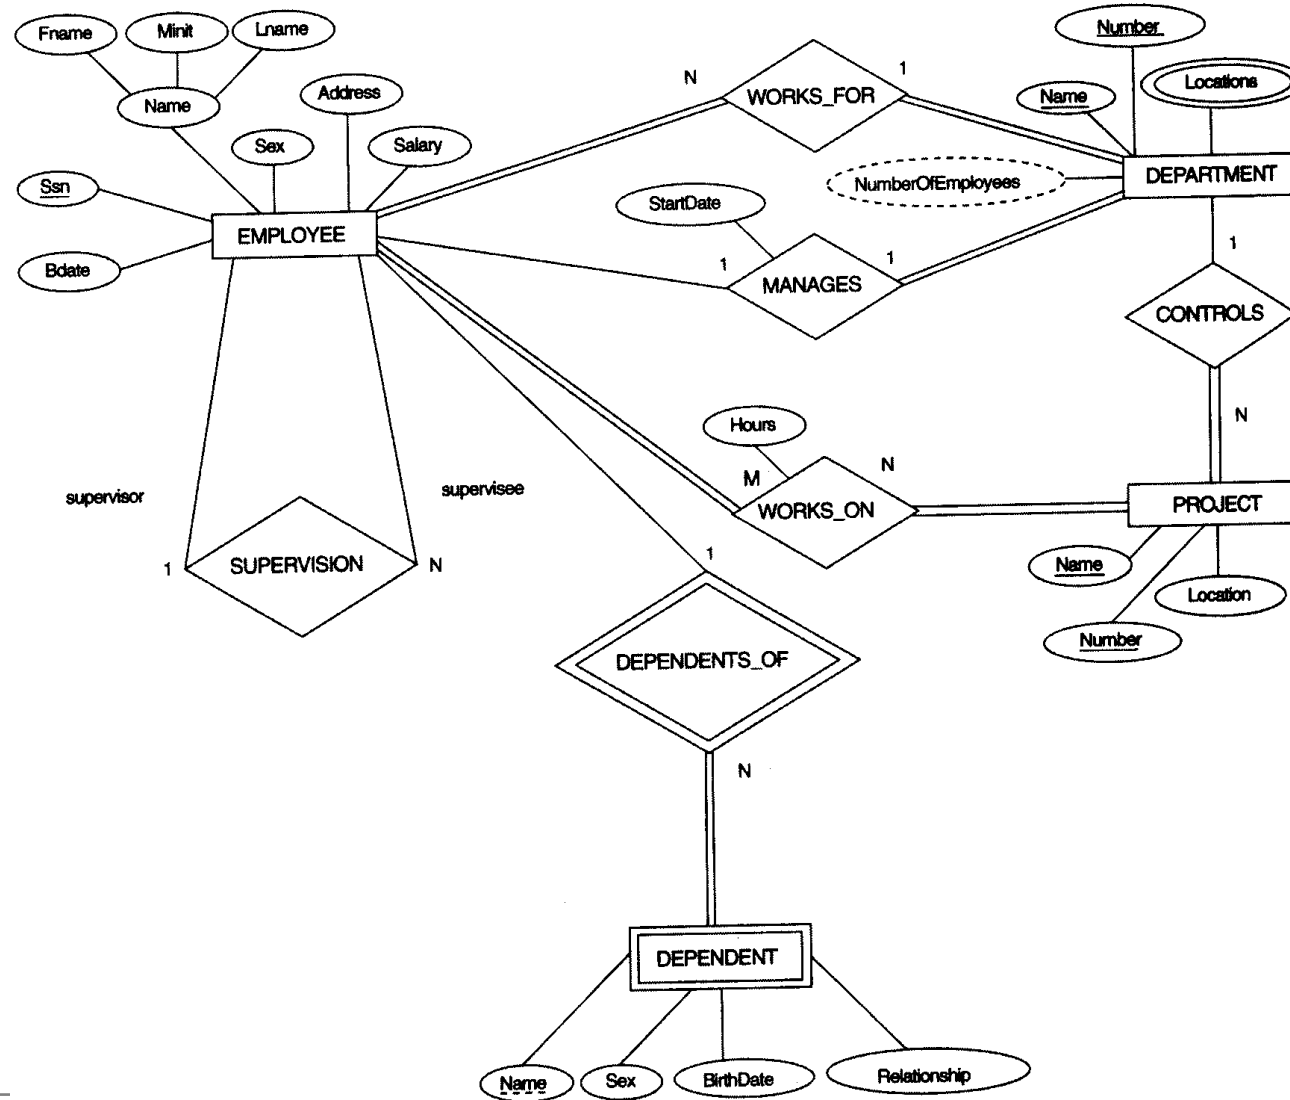 Fname
Minit
Lname
Name
Address
Sex
Salary
Ssn
Bdate
EMPLOYEE
N
WORKS_FOR
1
Number
Locations
Name
DEPARTMENT
NumberOfEmployees
StartDate
1
MANAGES
1
1
CONTROLS
N
Hours
M
N
WORKS_ON
PROJECT
Name
Number
Location
supervisor
supervisee
1
SUPERVISION
N
1
DEPENDENTS_OF
N
DEPENDENT
Name
Sex
BirthDate
Relationship